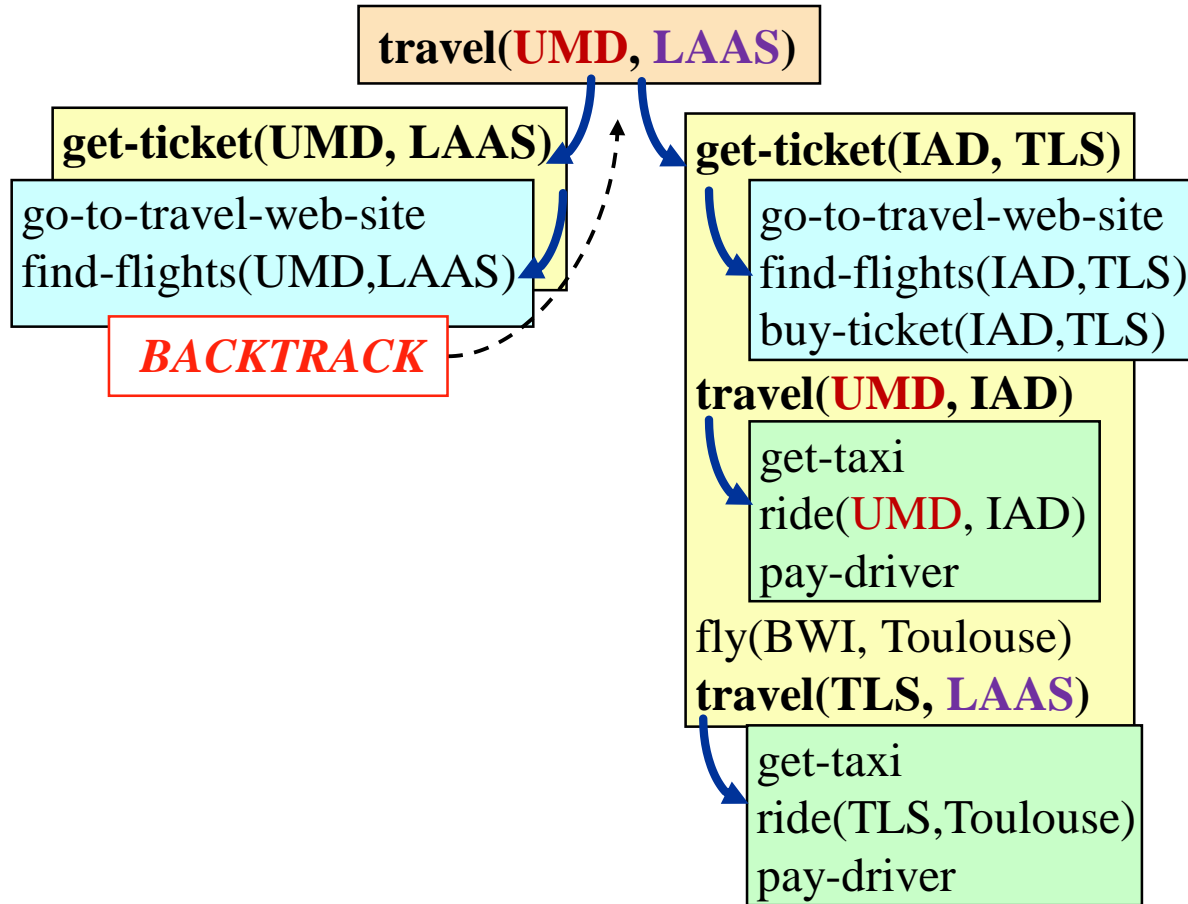 travel(UMD, LAAS)
get-ticket(UMD, LAAS)
go-to-travel-web-site
find-flights(UMD,LAAS)
BACKTRACK
get-ticket(IAD, TLS)
go-to-travel-web-site
find-flights(IAD,TLS)
buy-ticket(IAD,TLS)
travel(UMD, IAD)
get-taxi
ride(UMD, IAD)
pay-driver
fly(BWI, Toulouse)
travel(TLS, LAAS)
get-taxi
ride(TLS,Toulouse)
pay-driver